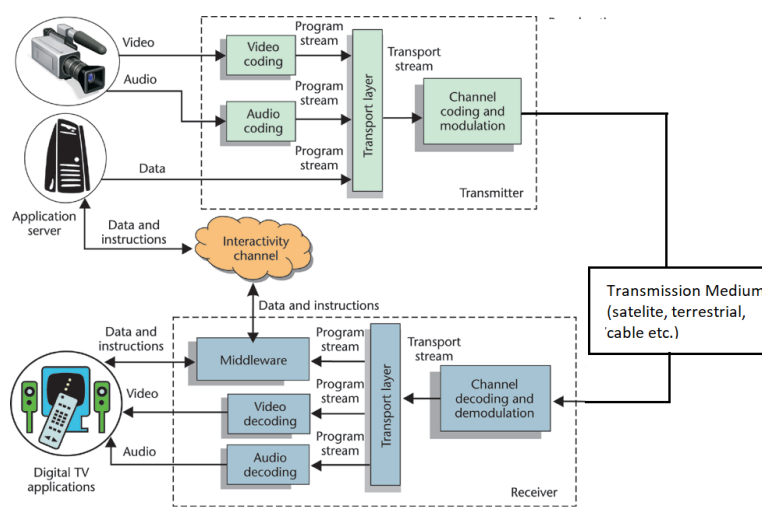 Video
Audio
Video
coding
Audio
coding
Program
stream
Program
stream
Program
stream
Transport layer
Transport
stream
Channel
coding and
modulation
Transmitter
Data
Application
server
Data and
instructions
Interactivity
channel
Data and instructions
Transmission Medium
(satelite, terrestrial,
cable etc.)
Data and
instructions
Middleware
Program
stream
Transport
stream
Video
Video
decoding
Program
stream
Transport layer
Channel
decoding and
demodulation
Audio
Audio
decoding
Program
stream
Digital TV
applications
Receiver